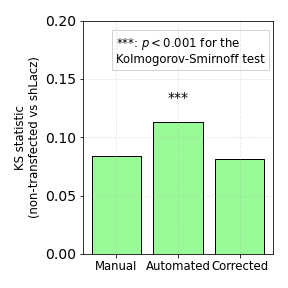 0.20
0.15
0.10
0.05
0.00
KS statistic
(non-transfected vs shLacz)
***: p < 0.001 for the
Kolmogorov-Smirnoff test
***
Manual Automated Corrected